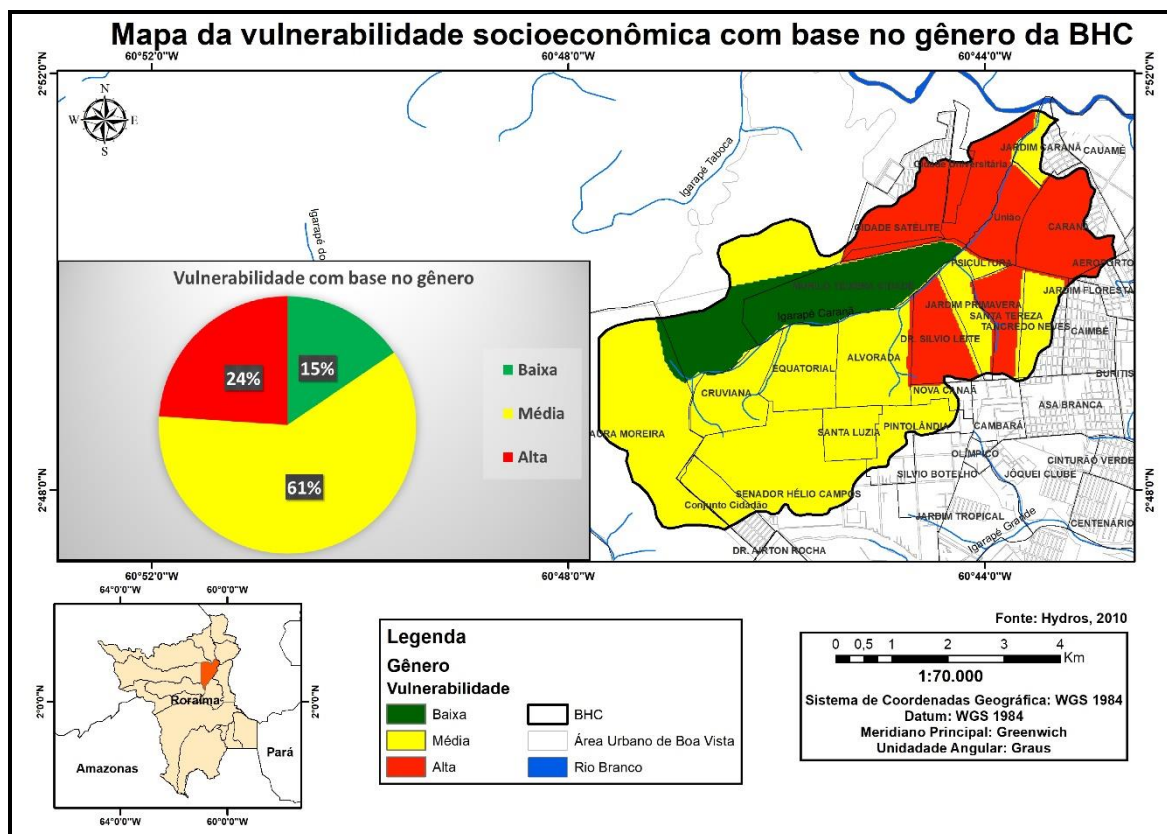 Mapa da vulnerabilidade socioeconômica com base no gênero da BHC
60°52'0"W
60°48'0"W
60°44'0"W
2°52'0"N
2°52'0"N
N
W
E
S
Igarapé Taboca
Igarapé do
JARDIM CARANÃ
CAUAMÉ
Cidade Universitária
União
CIDADE SATÉLITE
CARANÃ
PSICULTURA
AEROPORTO
JARDIM FLORESTA
Igarapé Caranã
JARDIM PRIMAVERA
SANTA TEREZA
TANCREDO NEVES
CAIMBÉ
DR. SILVIO LEITE
ALVORADA
EQUATORIAL
BURITIS
CRUVIANA
NOVA CANAÃ
ASA BRANCA
AURA MOREIRA
SANTA LUZIA
PINTOLÂNDIA
CAMBARÁ
OLÍMPICO
CINTURÃO VERDE
SILVIO BOTELHO
JOQUEI CLUBE
SENADOR HÉLIO CAMPOS
Conjunto Cidadão
JARDIM TROPICAL
CENTENÁRIO
Igarapé Grande
DR. AIRTON ROCHA
Vulnerabilidade com base no gênero
15%
24%
61%
Baixa
Média
Alta
2°48'0"N
2°48'0"N
60°52'0"W
60°48'0"W
60°44'0"W
64°0'0"W
60°0'0"W
2°0'0"N
2°0'0"N
Roraima
Pará
Amazonas
64°0'0"W
60°0'0"W
Legenda
Gênero
Vulnerabilidade
Baixa
Média
Alta
BHC
Área Urbano de Boa Vista
Rio Branco
Fonte: Hydros, 2010
0 0,5 1 2 3 4
Km
1:70.000
Sistema de Coordenadas Geográfica: WGS 1984
Datum: WGS 1984
Meridiano Principal: Greenwich
Unidadade Angular: Graus